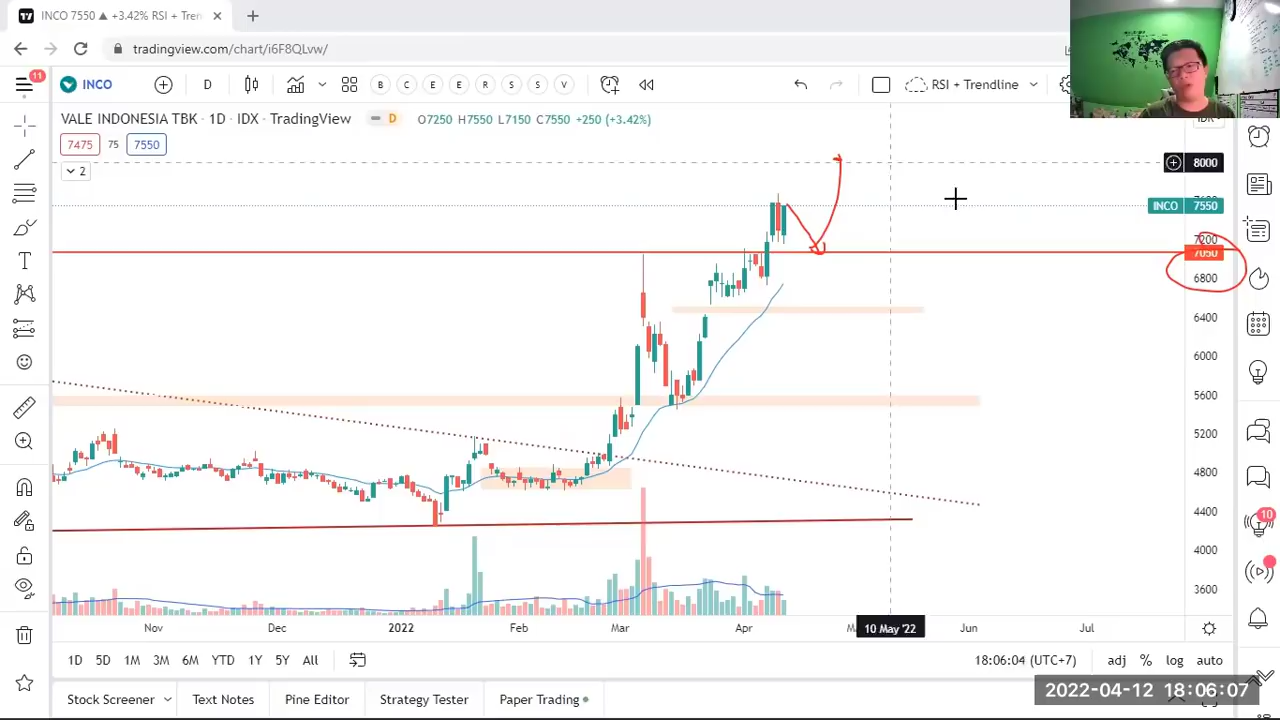 INCO 7550 ▲ +3.42% RSI + Tren
tradingview.com/chart/i6F8QLvw/
11
INCO
D
B C E E R S S V
RSI + Trendline
VALE INDONESIA TBK · 1D · IDX · TradingView
D
O7250 H7550 L7150 C7550 +250 (+3.42%)
7475 75 7550
2
8000
INCO 7550
7200
7050
6800
6400
6000
5600
5200
4800
4400
4000
3600
10
Nov Dec 2022 Feb Mar Apr 10 May '22 Jun Jul
1D 5D 1M 3M 6M YTD 1Y 5Y All
18:06:04 (UTC+7) adj % log auto
2022-04-12 18:06:07
Stock Screener Text Notes Pine Editor Strategy Tester Paper Trading